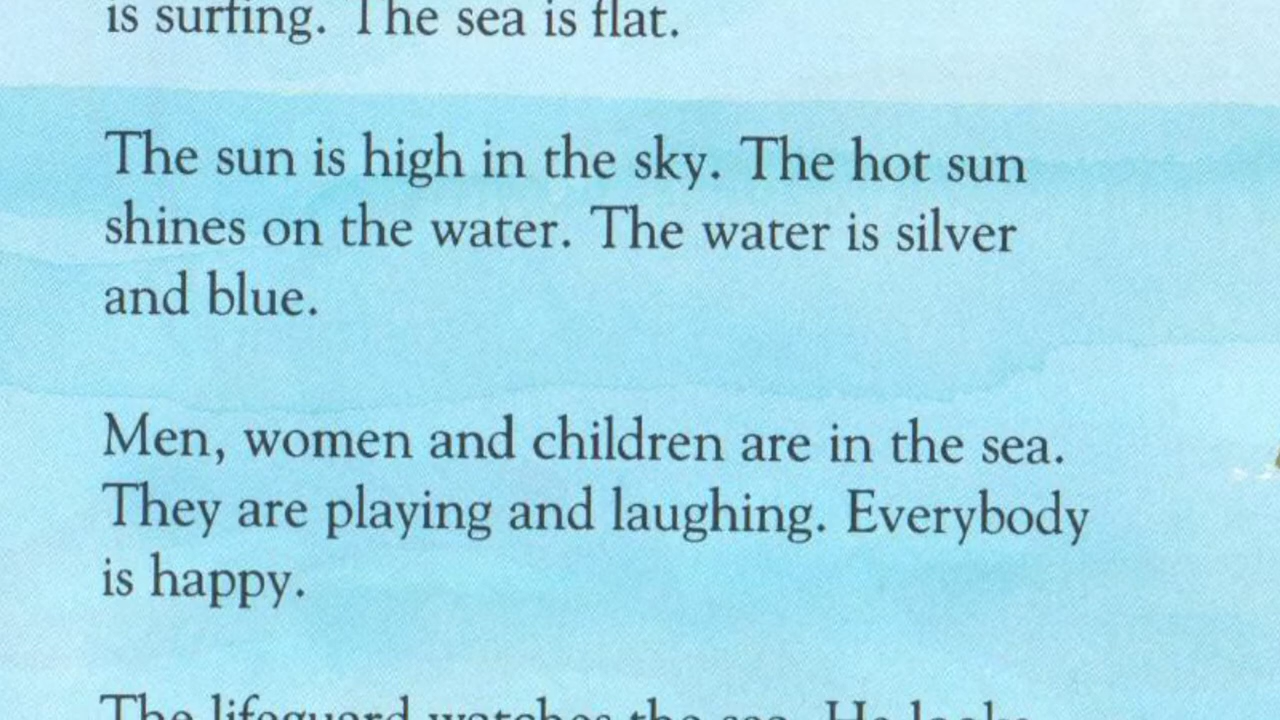 is surfing. The sea is flat.
The sun is high in the sky. The hot sun
shines on the water. The water is silver
and blue.
Men, women and children are in the sea.
They are playing and laughing. Everybody
is happy.
The lifeguard watches the sea. He looks